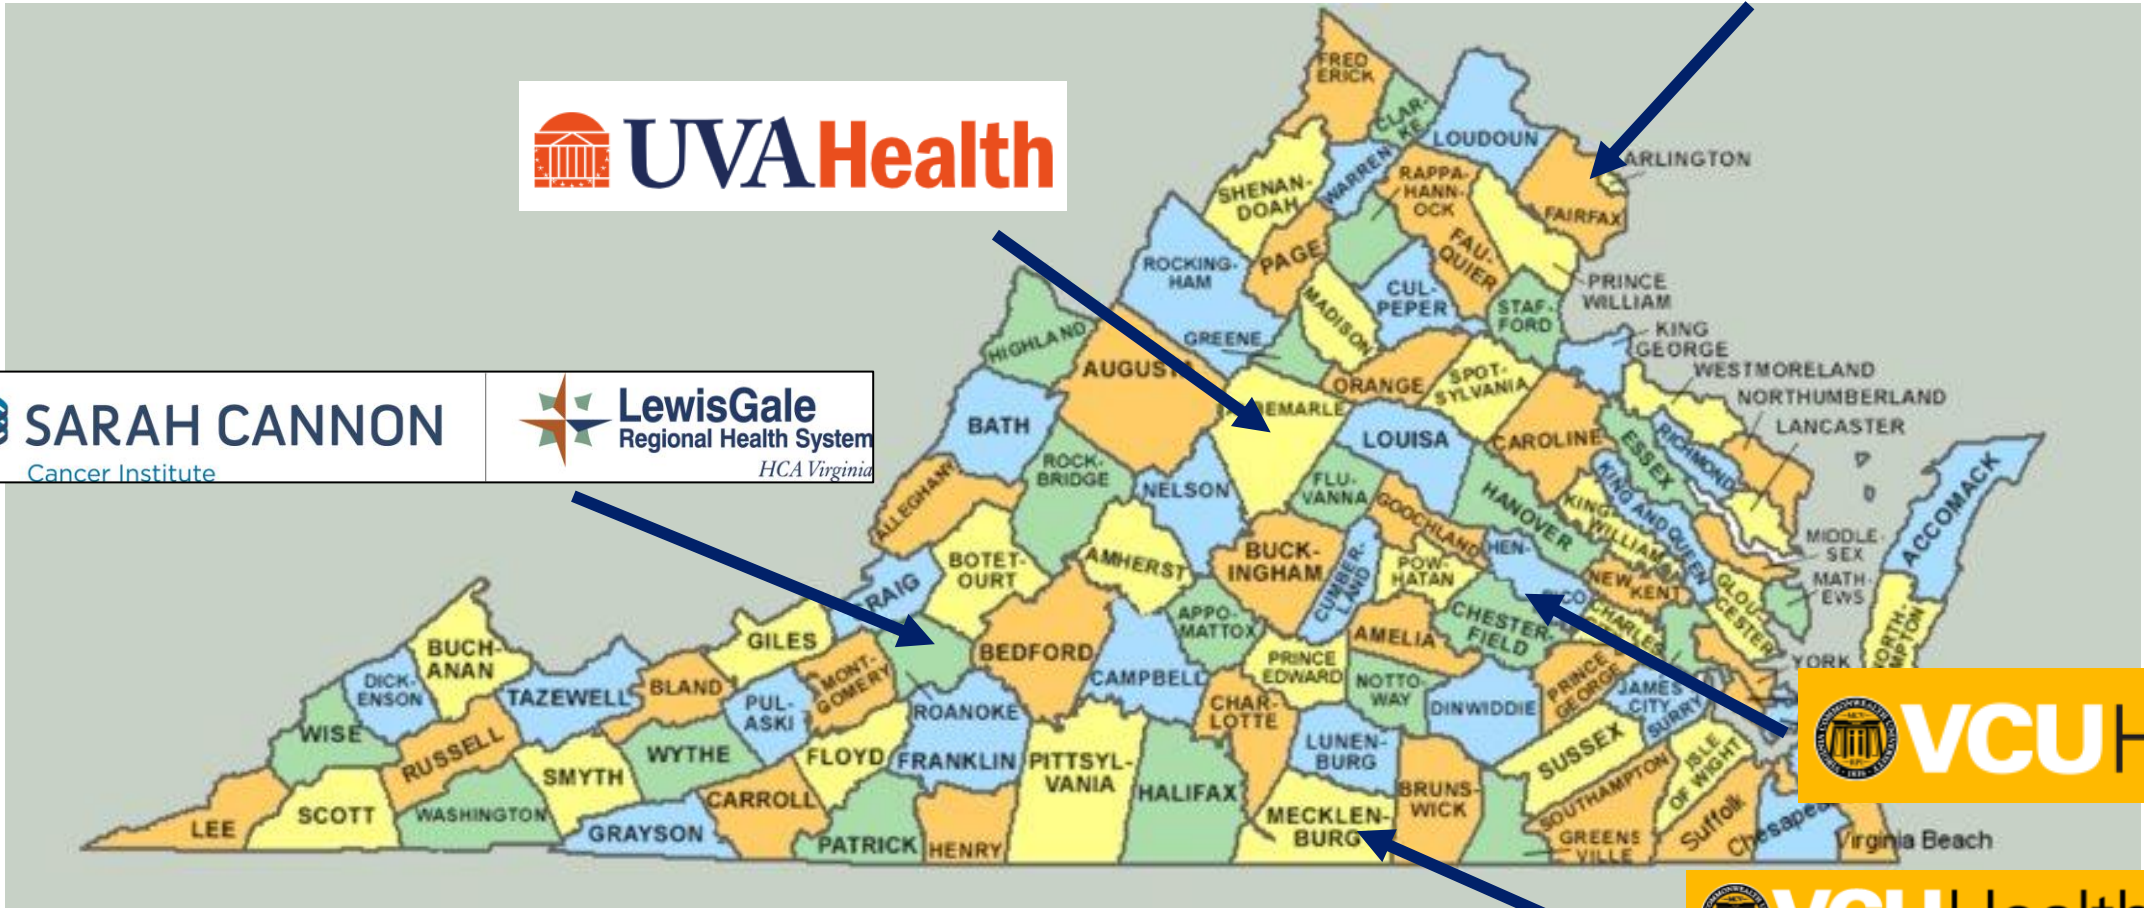 FRED
ERICK
CLAR-
KE
LOUDOUN
ARLINGTON
UVAHealth
SHENAN-
DOAH
WARREN
RAPPA-
HANN-
OCK
FAIRFAX
ROCKING-
HAM
PAGE
FAU-
QUIER
PRINCE
WILLIAM
MADISON
CUL-
PEPER
STAF-
FORD
HIGHLAND
GREENE
KING
GEORGE
AUGUSTA
ORANGE
SPOT-
SYLVANIA
WESTMORELAND
NORTHUMBERLAND
LANCASTER
SARAH CANNON
Cancer Institute
LewisGale
Regional Health System
HCA Virginia
BATH
BEMARLE
LOUISA
CAROLINE
ESSEX
RICHMOND
ROCK-
BRIDGE
NELSON
FLU-
VANNA
GOOCHLAND
HANOVER
KING
WILLIAM
KING AND QUEEN
ACCOMACK
ALLEGHANY
BOTET-
OURT
AMHERST
BUCK-
INGHAM
CUMBER-
LAND
POW-
HATAN
HEN-
RICO
NEW
KENT
MIDDLE-
SEX
MATH-
EWS
GLOU-
CESTER
CRAIG
APPO-
MATTOX
AMELIA
CHESTER-
FIELD
CHARLES
NORTH-
MPTON
BUCH-
ANAN
GILES
BEDFORD
PRINCE
EDWARD
YORK
DICK-
ENSON
TAZEWELL
BLAND
PUL-
ASKI
MONT-
GOMERY
ROANOKE
CAMPBELL
CHAR-
LOTTE
NOTTO-
WAY
DINWIDDIE
PRINCE
GEORGE
JAMES
CITY
SURRY
WISE
RUSSELL
SMYTH
WYTHE
FLOYD
FRANKLIN
PITTSYL-
VANIA
HALIFAX
LUNEN-
BURG
BRUNS-
WICK
SUSSEX
ISLE
OF WIGHT
VCU H
LEE
SCOTT
WASHINGTON
GRAYSON
CARROLL
PATRICK
HENRY
MECKLEN-
BURG
SOUTHAMPTON
GREENS
VILLE
Suffolk
Chesapea
Virginia Beach
VCU Health